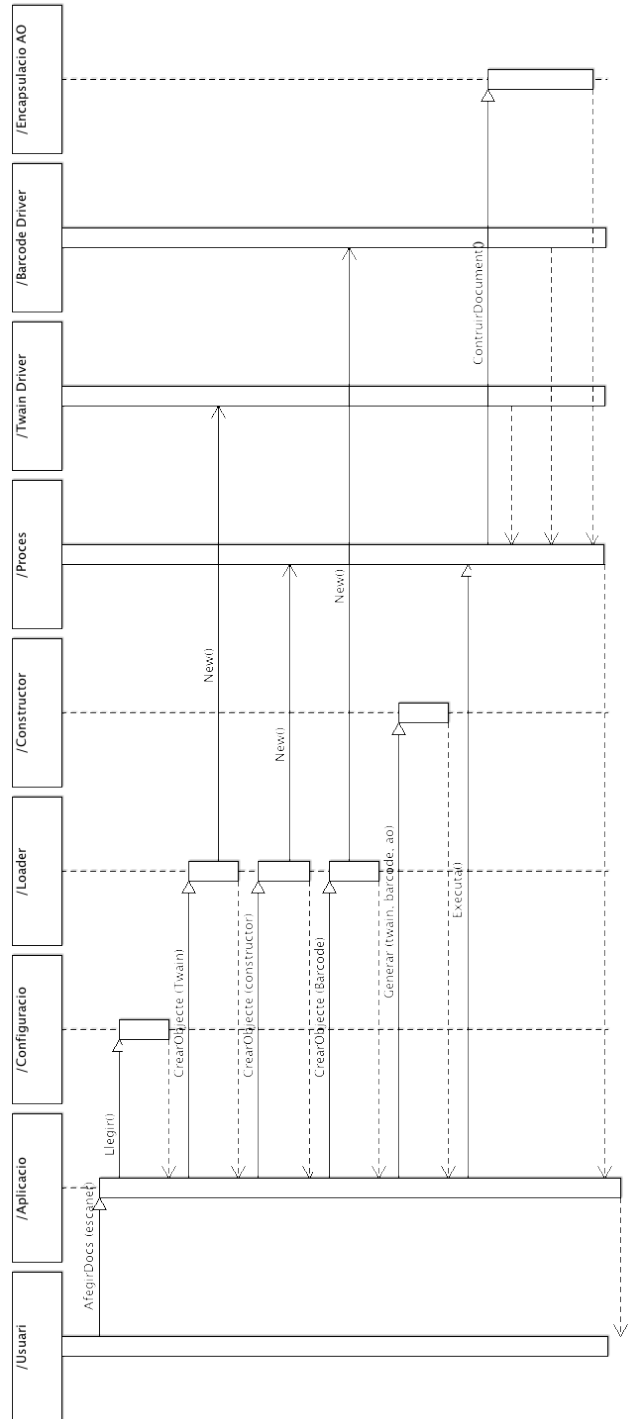 /Usuari
/Aplicacio
/Configuracio
/Loader
/Constructor
/Proces
/Twain Driver
/Barcode Driver
/Encapsulacio AO
AfegirDocs (escaner)
Llegir()
CrearObjecte (Twain)
New()
CrearObjecte (constructor)
New()
CrearObjecte (Barcode)
New()
Generar (twain, barcode, ao)
Executa()
ContruirDocument()